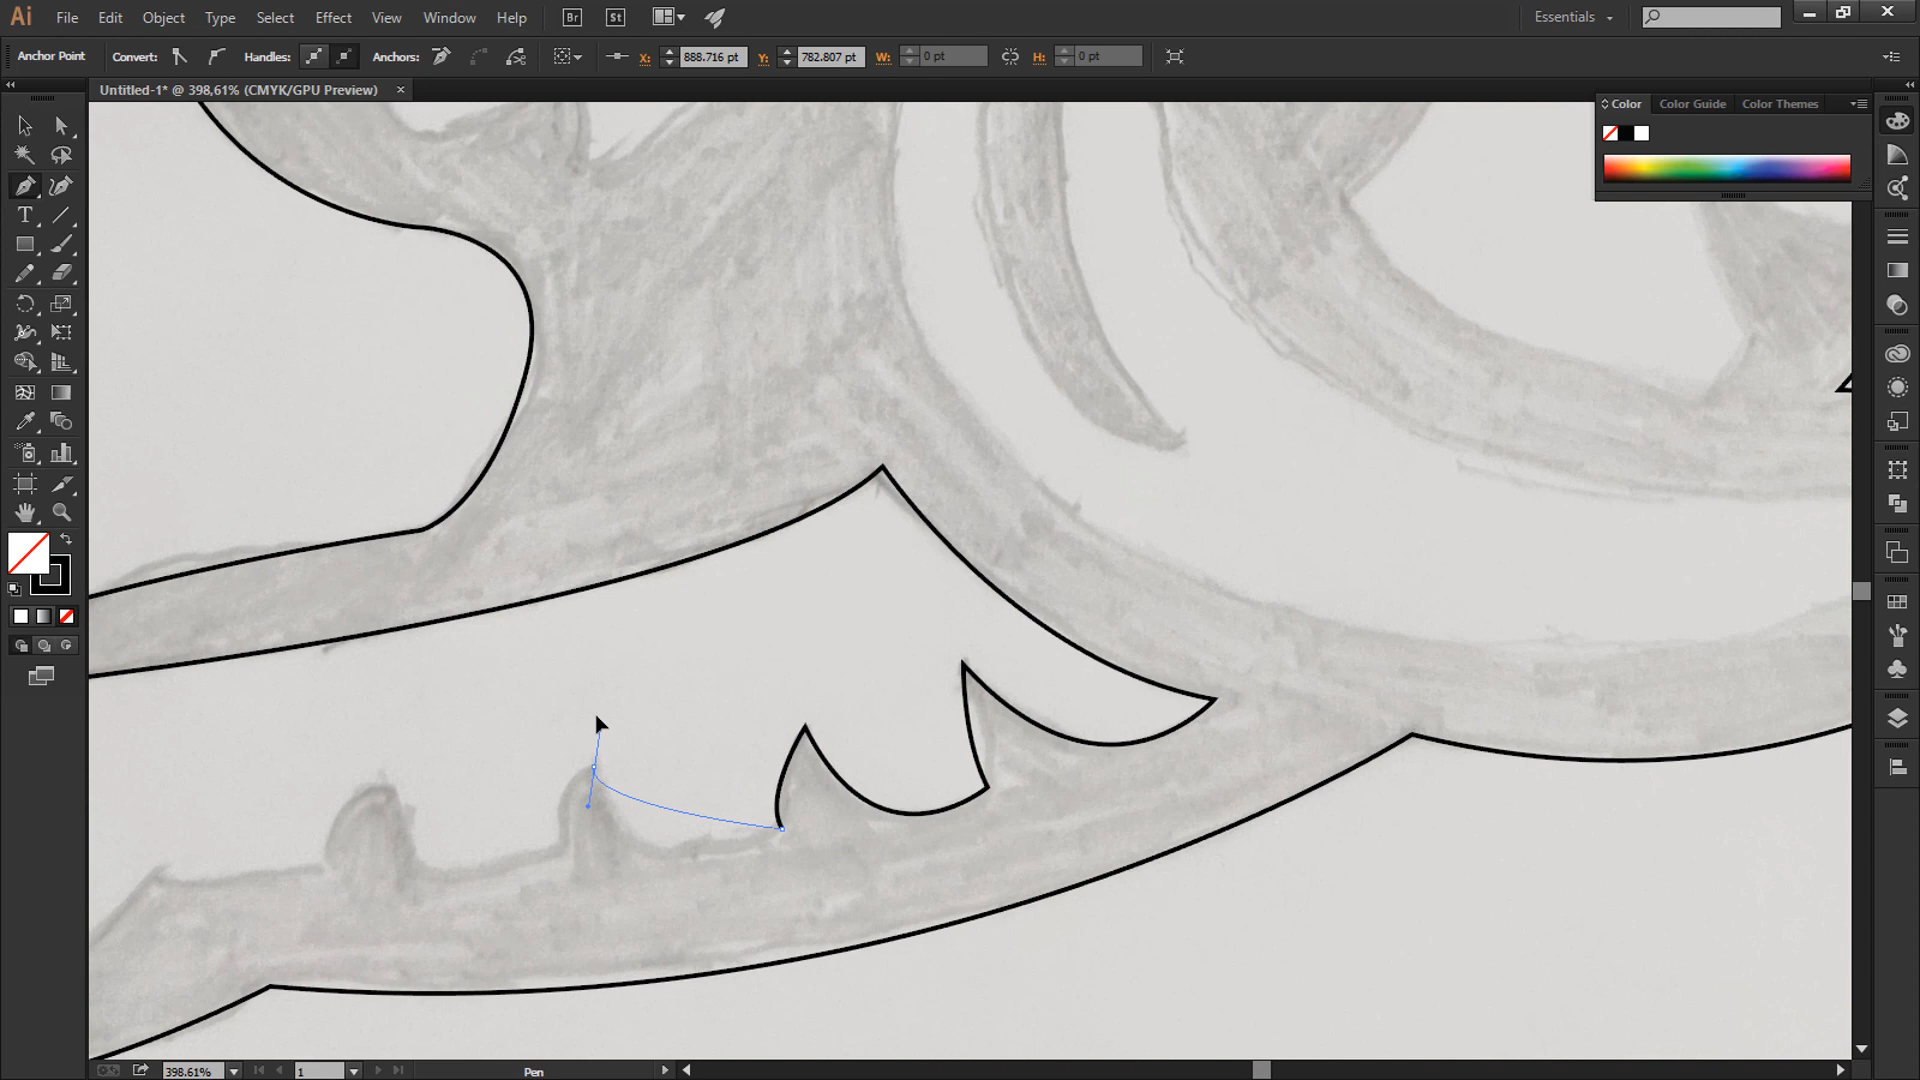 Ai File Edit Object Type Select Effect View Window Help Br St Essentials
Anchor Point Convert: Handles: Anchors: X: 888.716 pt Y: 782.807 pt W: 0 pt H: 0 pt
Untitled-1* @ 398,61% (CMYK/GPU Preview) ×
Color Color Guide Color Themes
T
398.61% 1 Pen